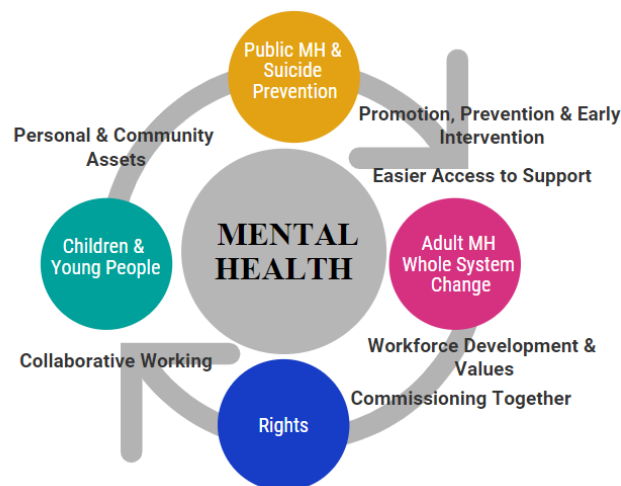 Public MH &
Suicide
Prevention
Promotion, Prevention & Early
Intervention
Personal & Community
Assets
Easier Access to Support
MENTAL
HEALTH
Children &
Young People
Adult MH
Whole System
Change
Collaborative Working
Workforce Development &
Values
Commissioning Together
Rights